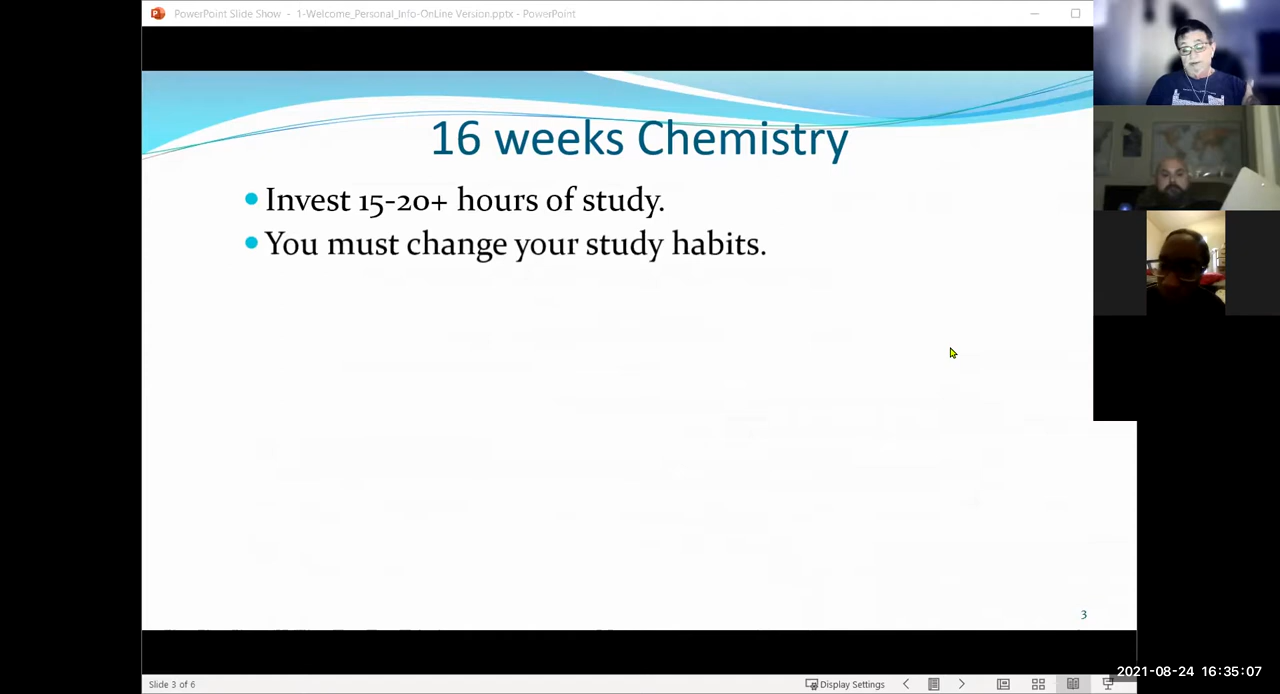 PowerPoint Slide Show - 1-Welcome_Personal_Info-OnLine Version.pptx - PowerPoint
16 weeks Chemistry
Invest 15-20+ hours of study.
You must change your study habits.
3
2021-08-24 16:35:07
Slide 3 of 6
Display Settings